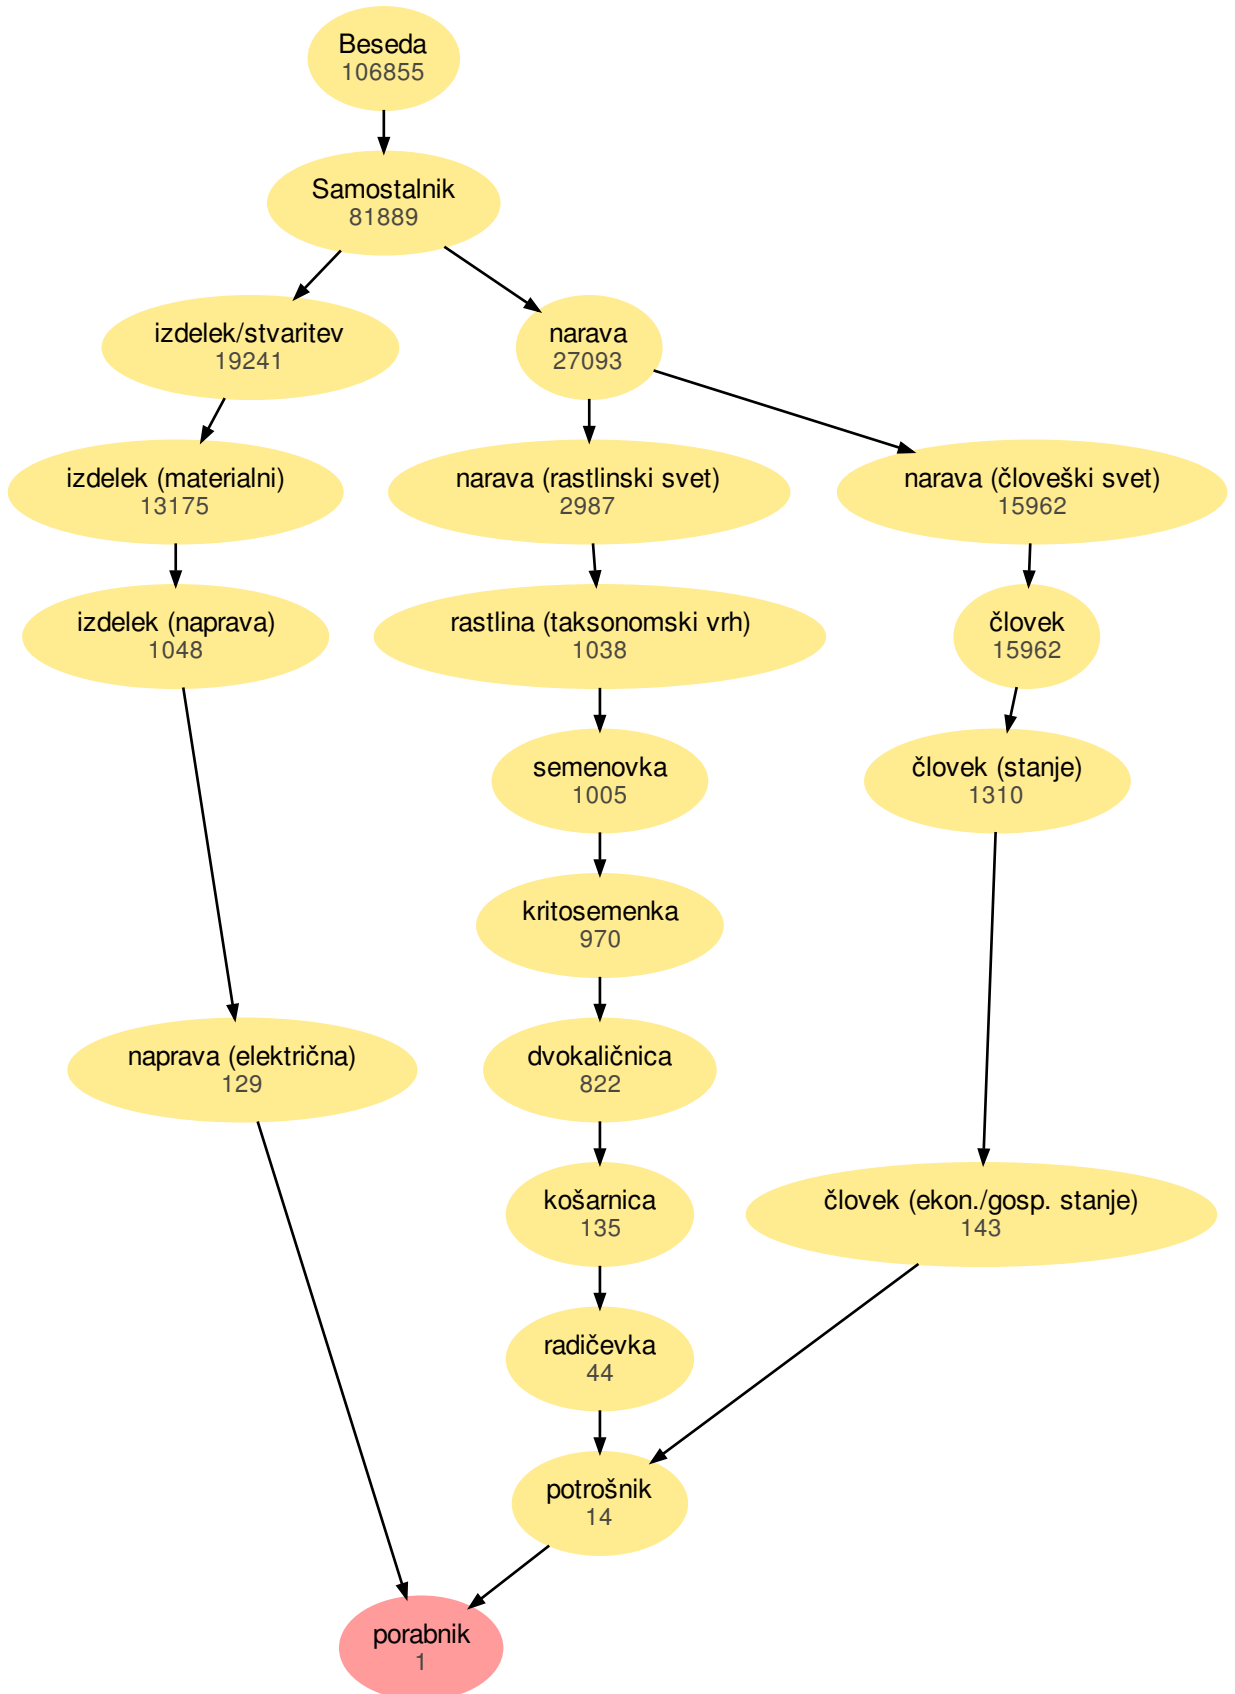 Beseda
106855
Samostalnik
81889
izdelek/stvaritev
19241
narava
27093
izdelek (materialni)
13175
narava (rastlinski svet)
2987
narava (človeški svet)
15962
izdelek (naprava)
1048
rastlina (taksonomski vrh)
1038
človek
15962
semenovka
1005
človek (stanje)
1310
kritosemenka
970
naprava (električna)
129
dvokaličnica
822
košarnica
135
človek (ekon./gosp. stanje)
143
radičevka
44
potrošnik
14
porabnik
1